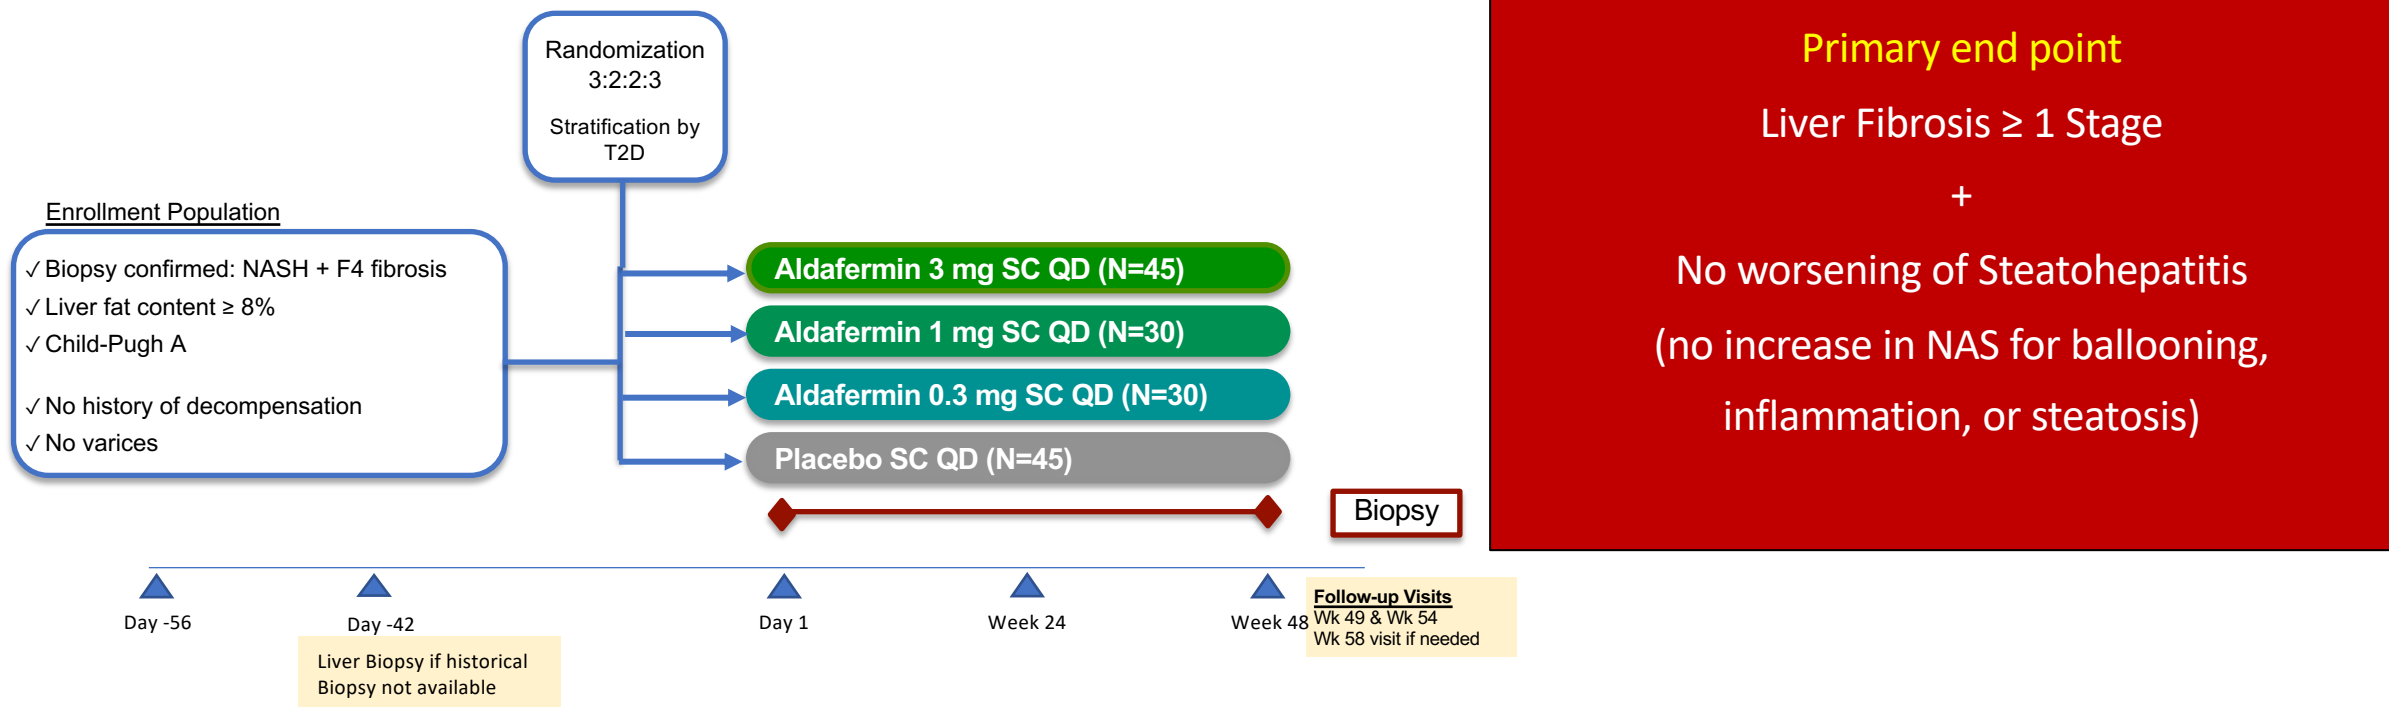 Randomization
3:2:2:3
Stratification by
T2D
Enrollment Population
✓ Biopsy confirmed: NASH + F4 fibrosis
✓ Liver fat content ≥ 8%
✓ Child-Pugh A
✓ No history of decompensation
✓ No varices
Aldafermin 3 mg SC QD (N=45)
Aldafermin 1 mg SC QD (N=30)
Aldafermin 0.3 mg SC QD (N=30)
Placebo SC QD (N=45)
Biopsy
Day -56
Day -42
Day 1
Week 24
Week 48
Liver Biopsy if historical
Biopsy not available
Follow-up Visits
Wk 49 & Wk 54
Wk 58 visit if needed
Primary end point
Liver Fibrosis ≥ 1 Stage
+
No worsening of Steatohepatitis
(no increase in NAS for ballooning,
inflammation, or steatosis)